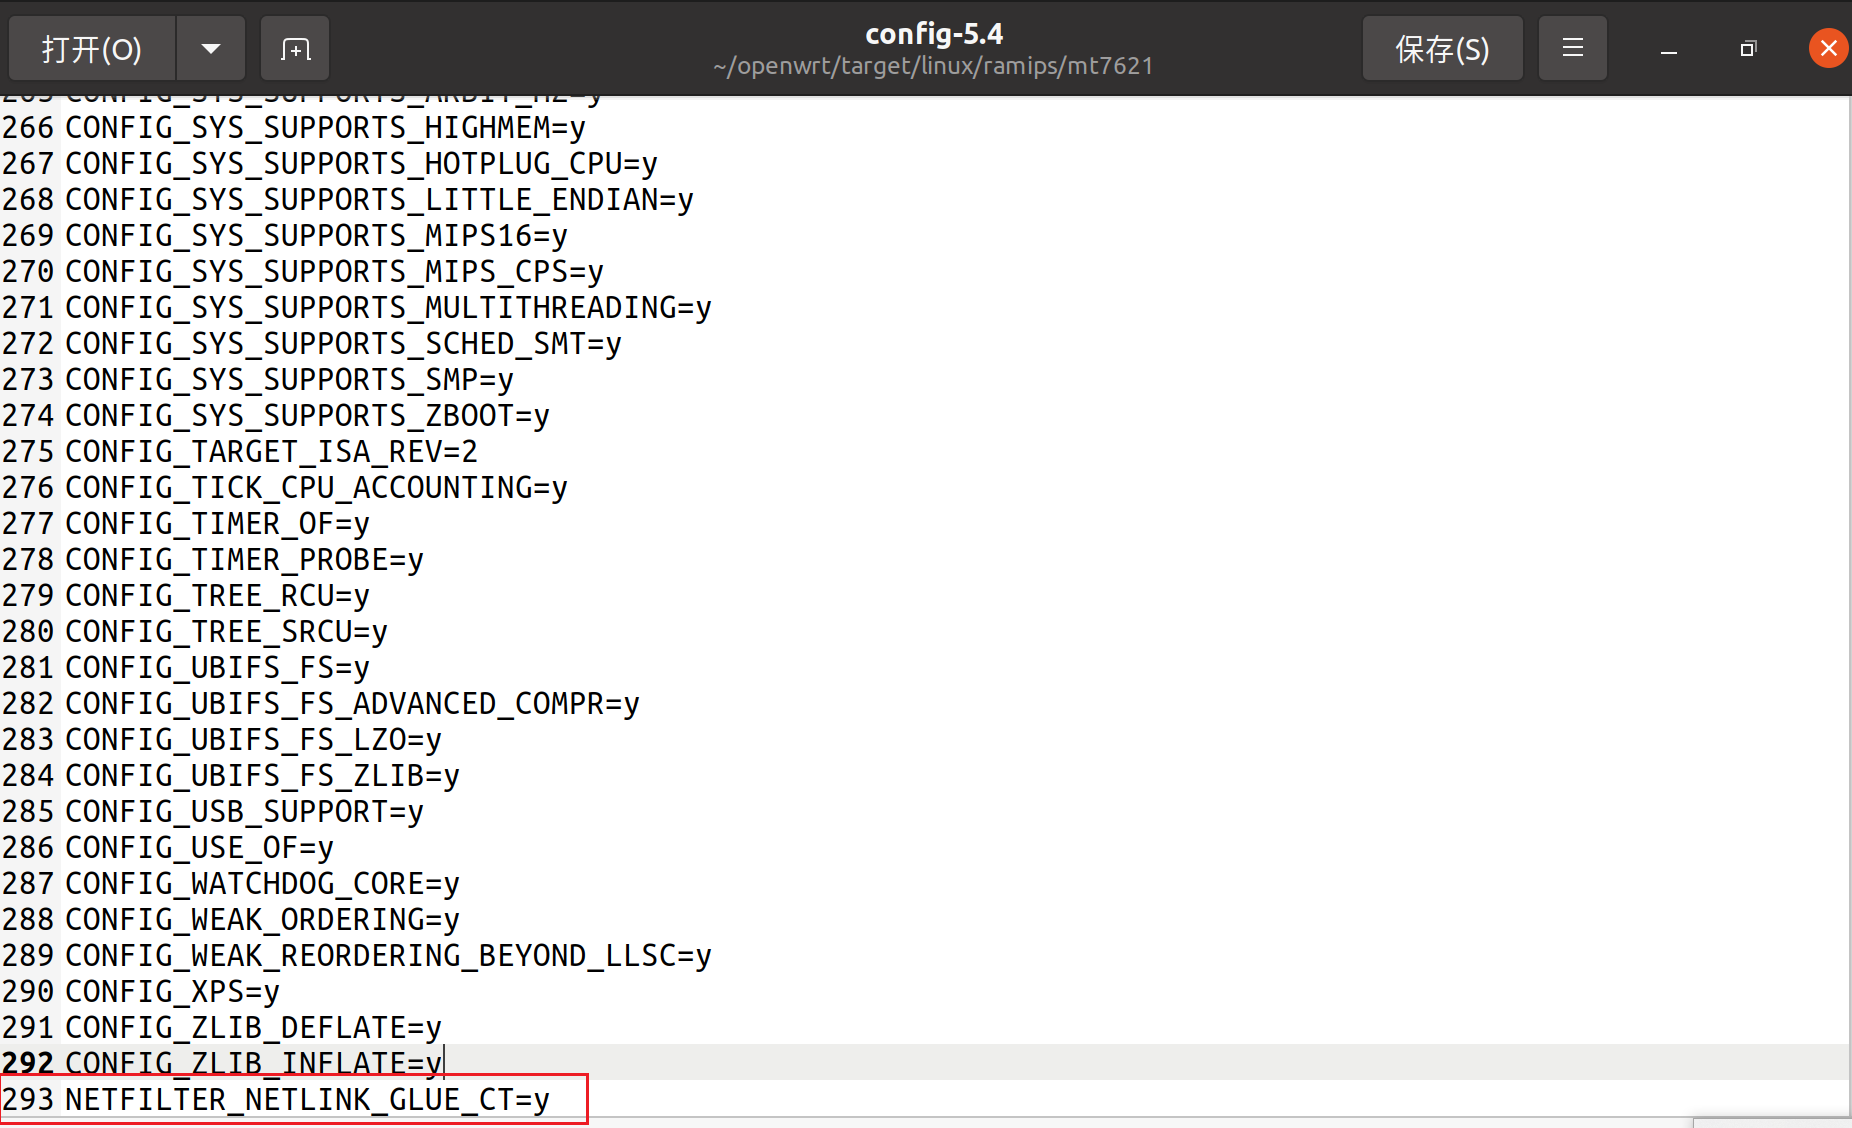 打开(O)
config-5.4
~/openwrt/target/linux/ramips/mt7621
保存(S)
265 CONFIG_SYS_SUPPORTS_ARBIT_HZ=y
266 CONFIG_SYS_SUPPORTS_HIGHMEM=y
267 CONFIG_SYS_SUPPORTS_HOTPLUG_CPU=y
268 CONFIG_SYS_SUPPORTS_LITTLE_ENDIAN=y
269 CONFIG_SYS_SUPPORTS_MIPS16=y
270 CONFIG_SYS_SUPPORTS_MIPS_CPS=y
271 CONFIG_SYS_SUPPORTS_MULTITHREADING=y
272 CONFIG_SYS_SUPPORTS_SCHED_SMT=y
273 CONFIG_SYS_SUPPORTS_SMP=y
274 CONFIG_SYS_SUPPORTS_ZBOOT=y
275 CONFIG_TARGET_ISA_REV=2
276 CONFIG_TICK_CPU_ACCOUNTING=y
277 CONFIG_TIMER_OF=y
278 CONFIG_TIMER_PROBE=y
279 CONFIG_TREE_RCU=y
280 CONFIG_TREE_SRCU=y
281 CONFIG_UBIFS_FS=y
282 CONFIG_UBIFS_FS_ADVANCED_COMPR=y
283 CONFIG_UBIFS_FS_LZO=y
284 CONFIG_UBIFS_FS_ZLIB=y
285 CONFIG_USB_SUPPORT=y
286 CONFIG_USE_OF=y
287 CONFIG_WATCHDOG_CORE=y
288 CONFIG_WEAK_ORDERING=y
289 CONFIG_WEAK_REORDERING_BEYOND_LLSC=y
290 CONFIG_XPS=y
291 CONFIG_ZLIB_DEFLATE=y
292 CONFIG_ZLIB_INFLATE=y
293 NETFILTER_NETLINK_GLUE_CT=y